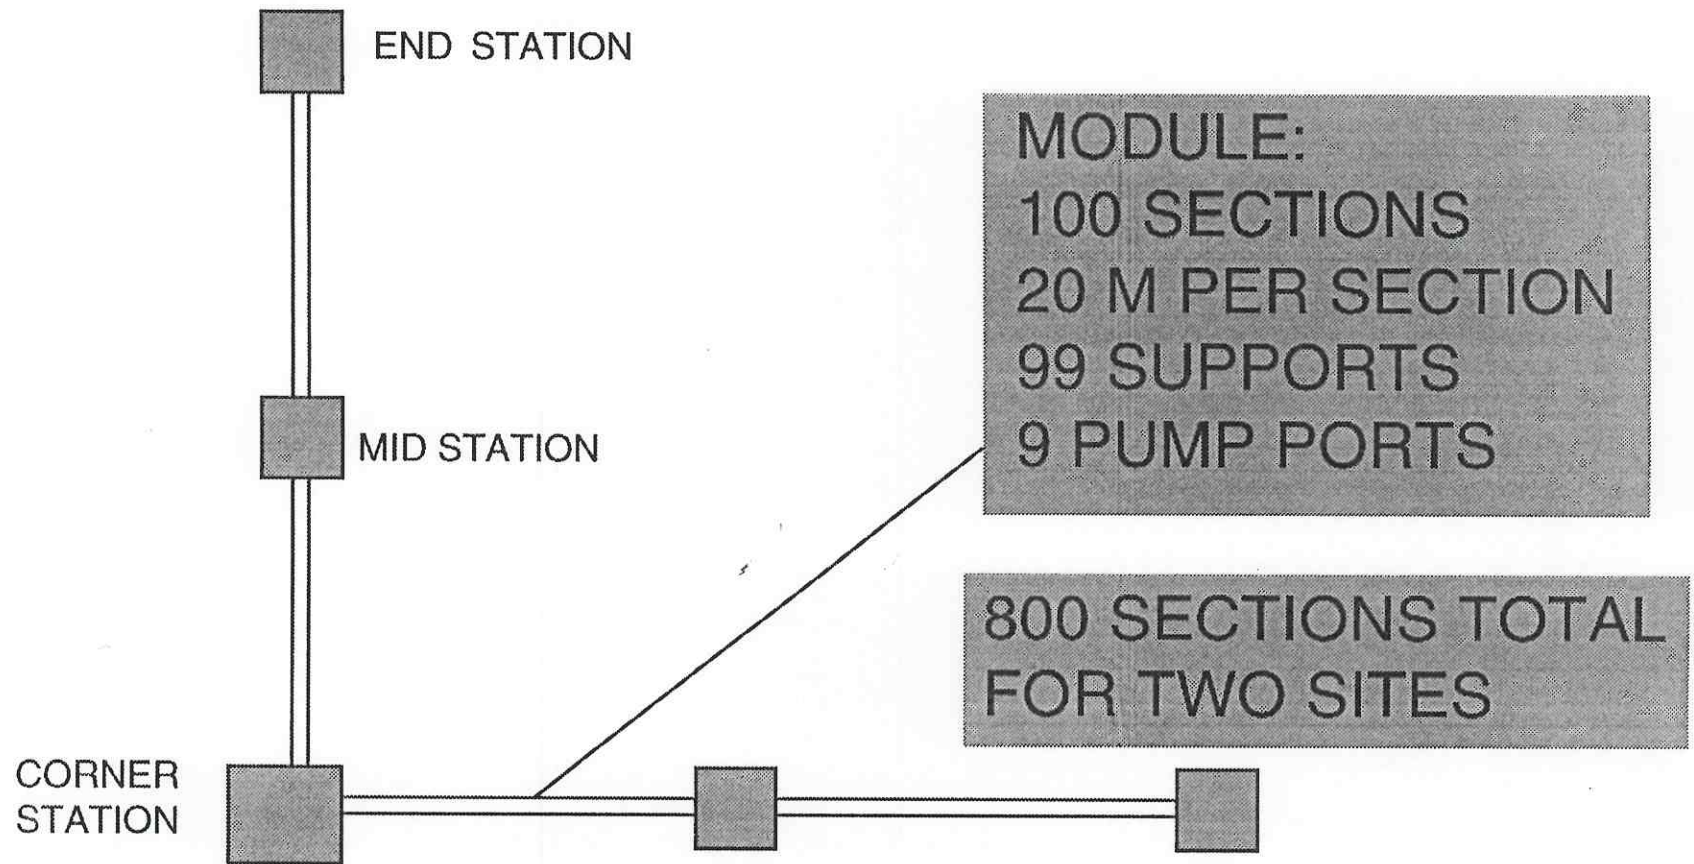 END STATION
MODULE:
100 SECTIONS
20 M PER SECTION
99 SUPPORTS
9 PUMP PORTS
MID STATION
800 SECTIONS TOTAL
FOR TWO SITES
CORNER
STATION